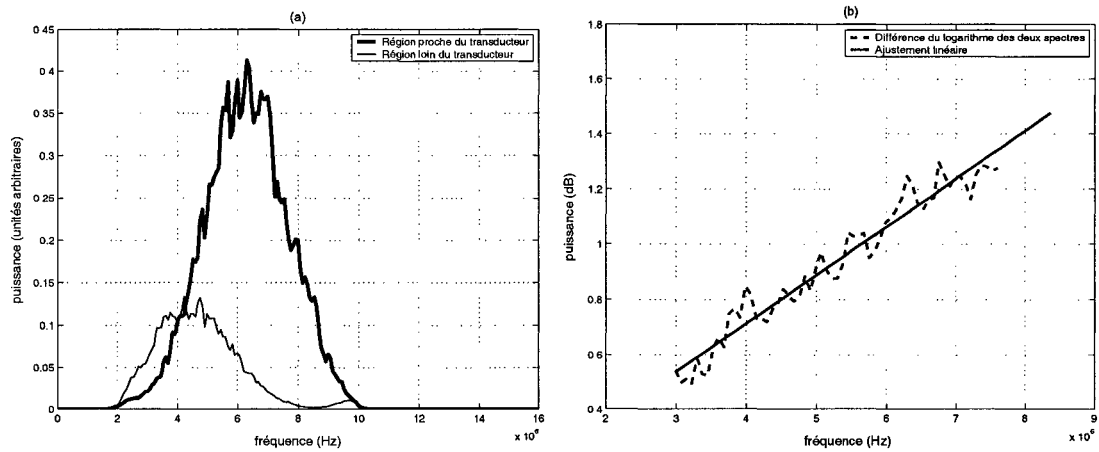 (a)
0.45
0.4
0.35
0.3
0.25
0.2
0.15
0.1
0.05
0
puissance (unités arbitraires)
Région proche du transducteur
Région loin du transducteur
0 2 4 6 8 10 12 14 16
fréquence (Hz)
x 10⁶
(b)
1.8
1.6
1.4
1.2
1
0.8
0.6
0.4
puissance (dB)
Différence du logarithme des deux spectres
Ajustement linéaire
2 3 4 5 6 7 8 9
fréquence (Hz)
x 10⁶